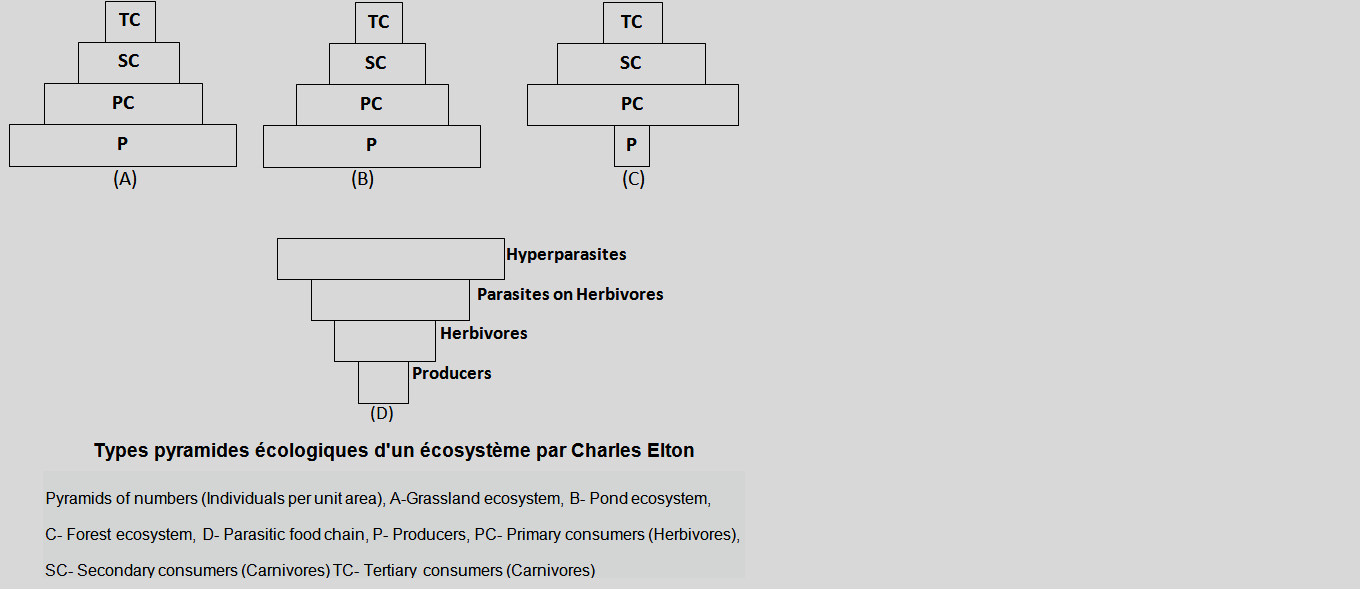 TC TC TC
SC SC SC
PC PC PC
P P P
(A) (B) (C)
Hyperparasites
Parasites on Herbivores
Herbivores
Producers
(D)
Types pyramides écologiques d'un écosystème par Charles Elton
Pyramids of numbers (Individuals per unit area), A-Grassland ecosystem, B- Pond ecosystem,
C- Forest ecosystem, D- Parasitic food chain, P- Producers, PC- Primary consumers (Herbivores),
SC- Secondary consumers (Carnivores) TC- Tertiary consumers (Carnivores)